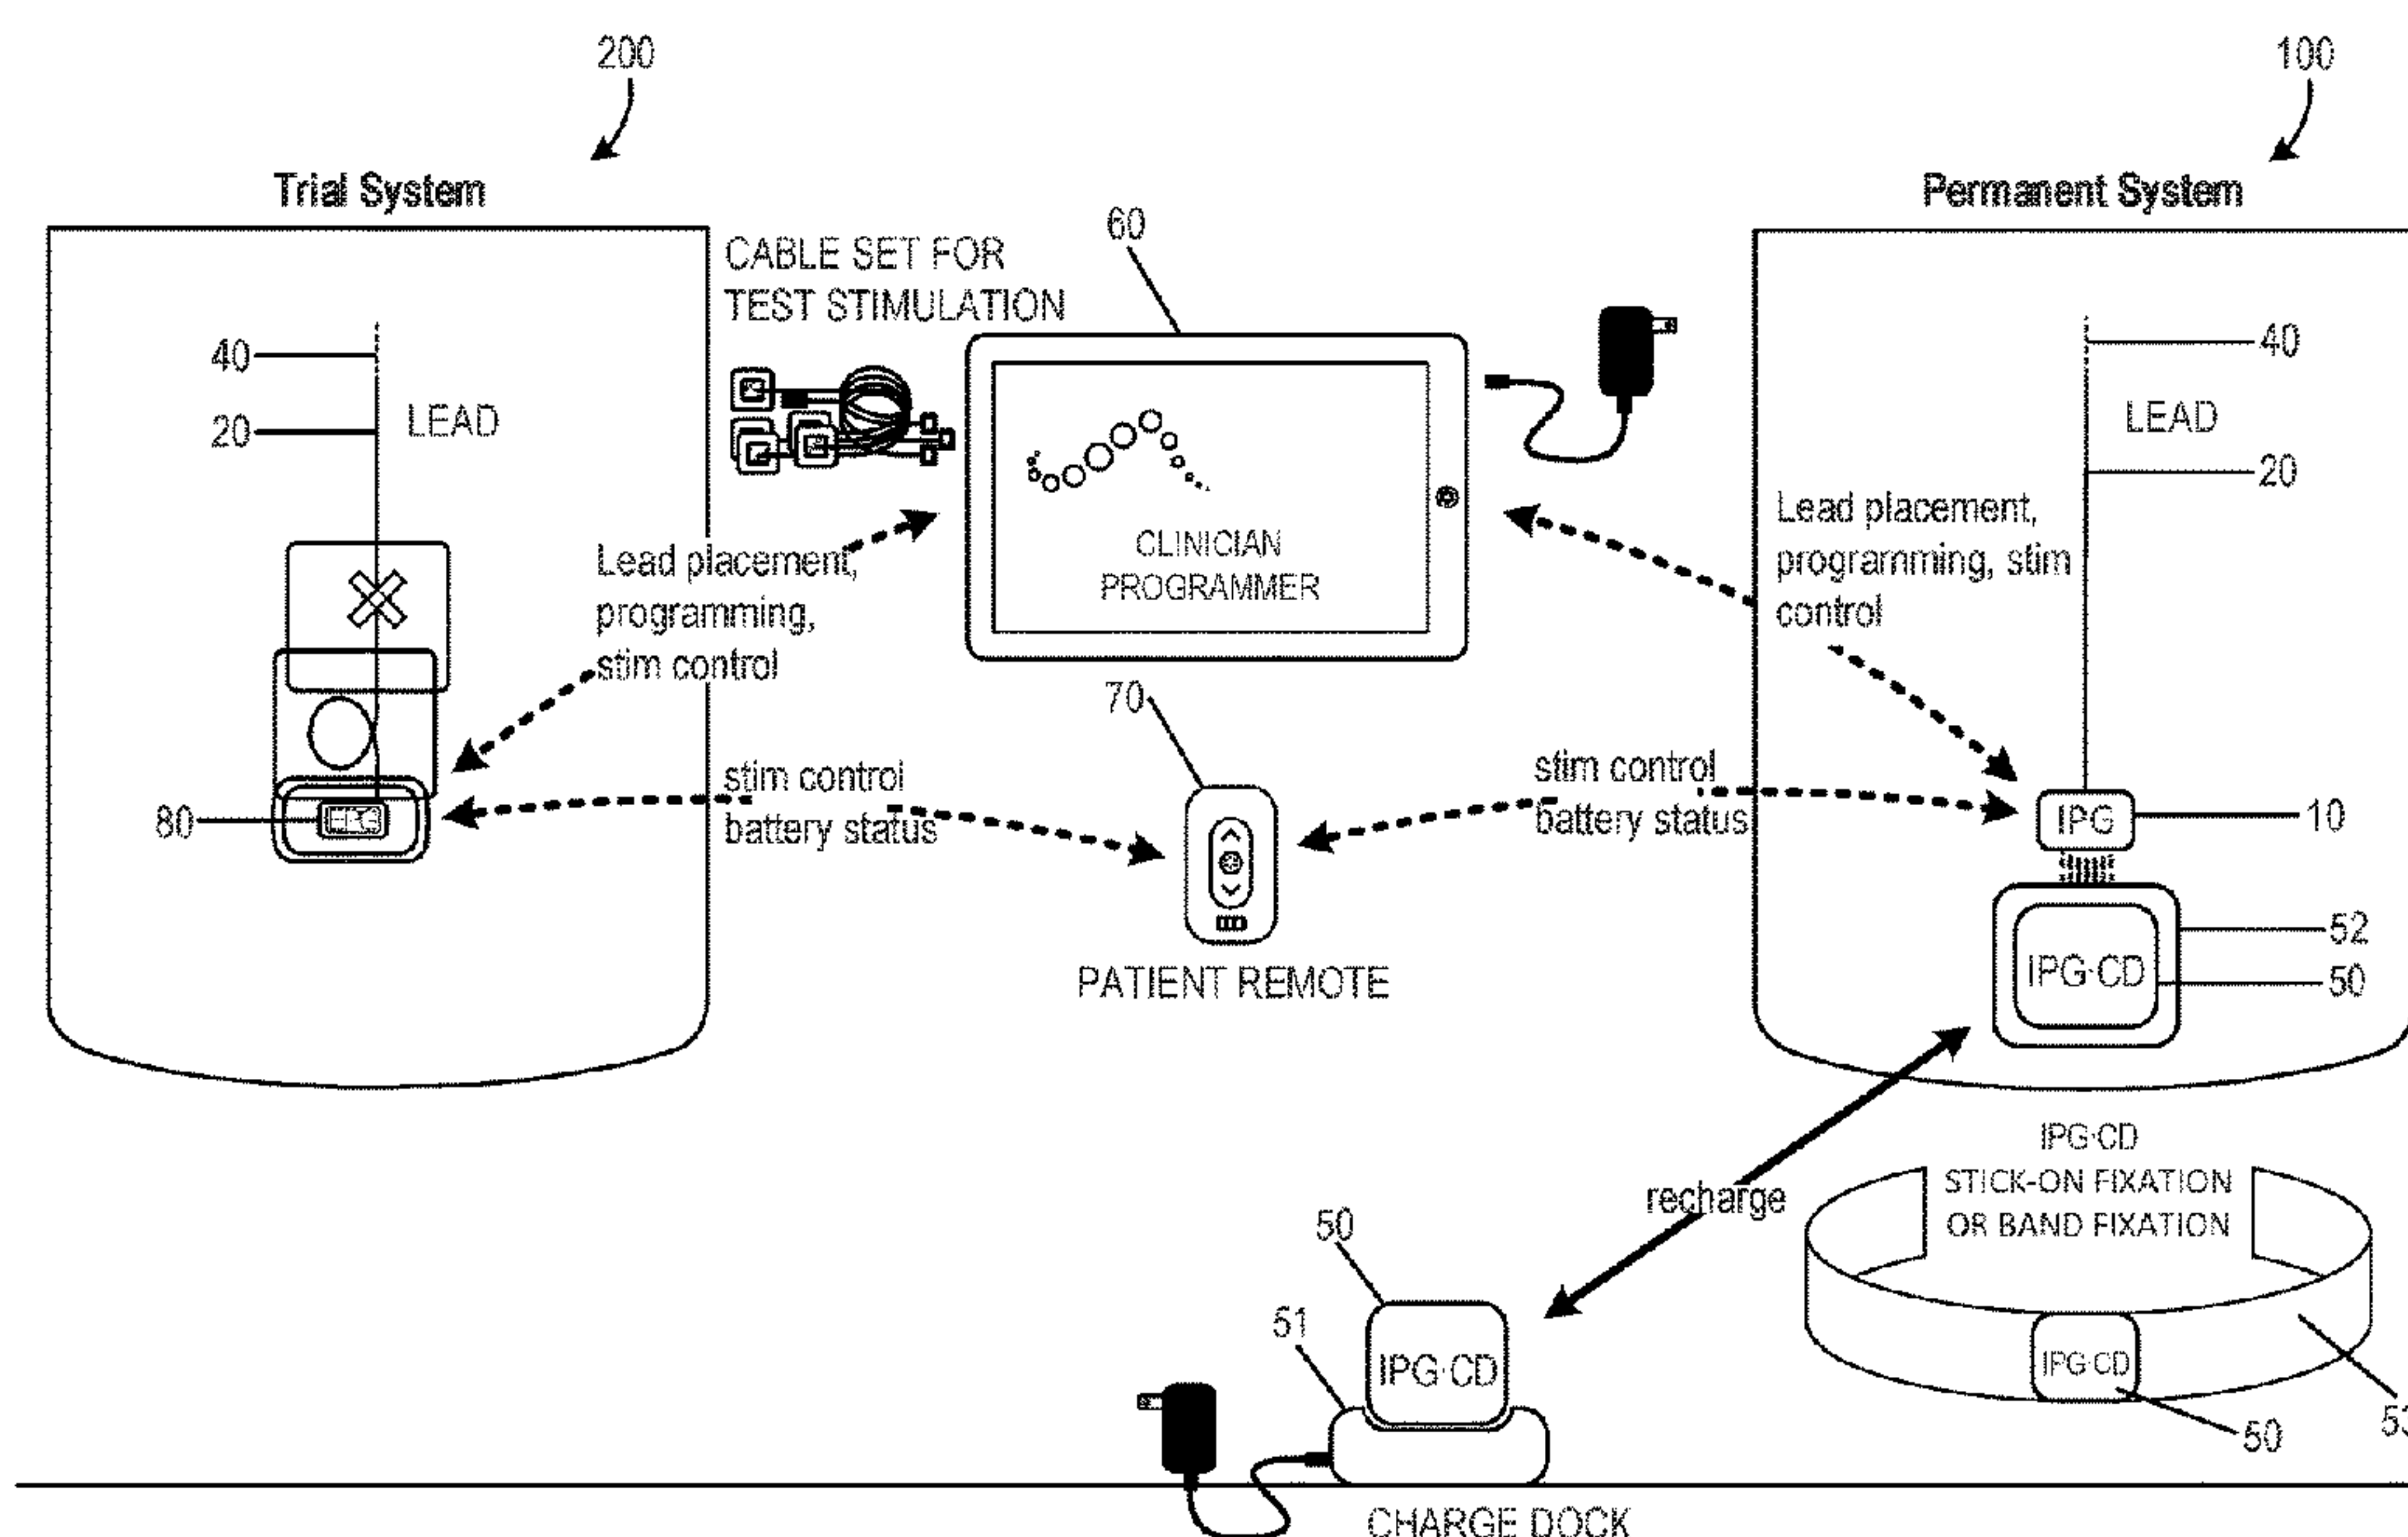 200
100
Trial System
Permanent System
CABLE SET FOR
TEST STIMULATION
60
40
20
LEAD
40
LEAD
20
CLINICIAN
PROGRAMMER
Lead placement,
programming,
stim control
Lead placement,
programming, stim
control
70
stim control
battery status
stim control
battery status
80
IPG
10
PATIENT REMOTE
52
IPG·CD
50
IPG·CD
STICK-ON FIXATION
OR BAND FIXATION
recharge
50
51
IPG·CD
IPG·CD
50
CHARGE DOCK